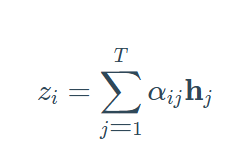 $z_i = \sum_{j=1}^{T} \alpha_{ij} \mathbf{h}_j$